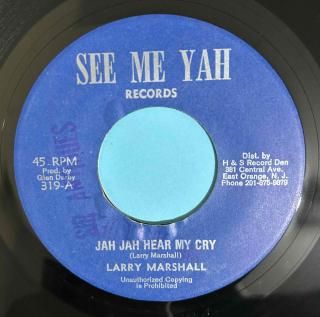 SEE ME YAH
RECORDS
45 RPM
Prod. by
Glen Darby
319-A
Dist. by
H & S Record Den
381 Central Ave.
East Orange, N. J.
Phone 201-675-9879
JAH JAH HEAR MY CRY
(Larry Marshall)
LARRY MARSHALL
Unauthorized Copying
is Prohibited